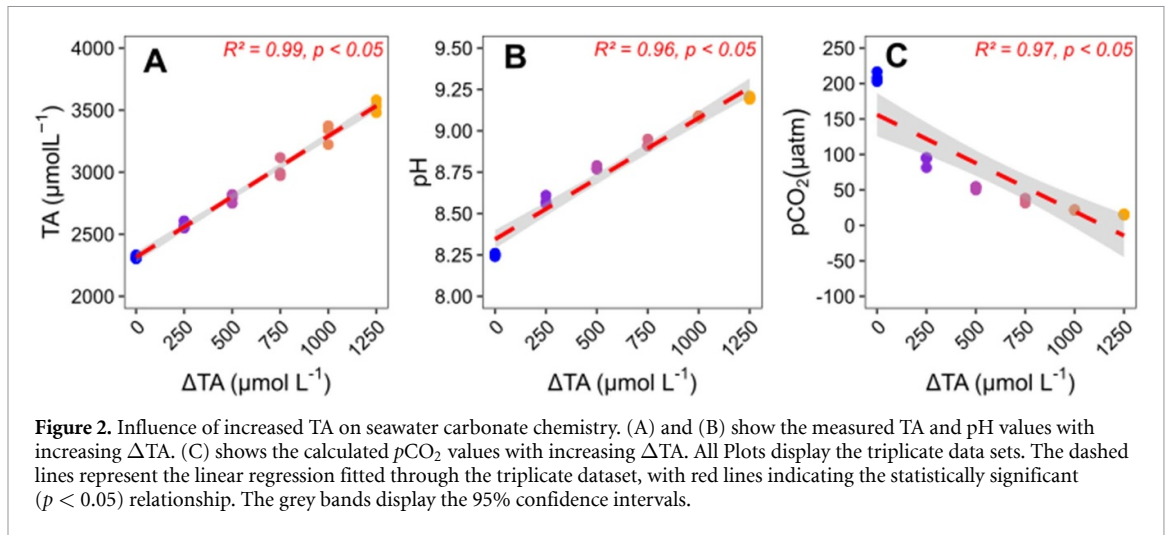 A
R² = 0.99, p < 0.05
4000
3500
3000
2500
2000
TA (µmolL⁻¹)
0
250
500
750
1000
1250
ΔTA (µmol L⁻¹)
B
R² = 0.96, p < 0.05
9.50
9.25
9.00
8.75
8.50
8.25
8.00
pH
0
250
500
750
1000
1250
ΔTA (µmol L⁻¹)
C
R² = 0.97, p < 0.05
250
200
150
100
50
0
-50
-100
pCO₂(µatm)
0
250
500
750
1000
1250
ΔTA (µmol L⁻¹)
Figure 2. Influence of increased TA on seawater carbonate chemistry. (A) and (B) show the measured TA and pH values with
increasing ΔTA. (C) shows the calculated pCO₂ values with increasing ΔTA. All Plots display the triplicate data sets. The dashed
lines represent the linear regression fitted through the triplicate dataset, with red lines indicating the statistically significant
(p < 0.05) relationship. The grey bands display the 95% confidence intervals.